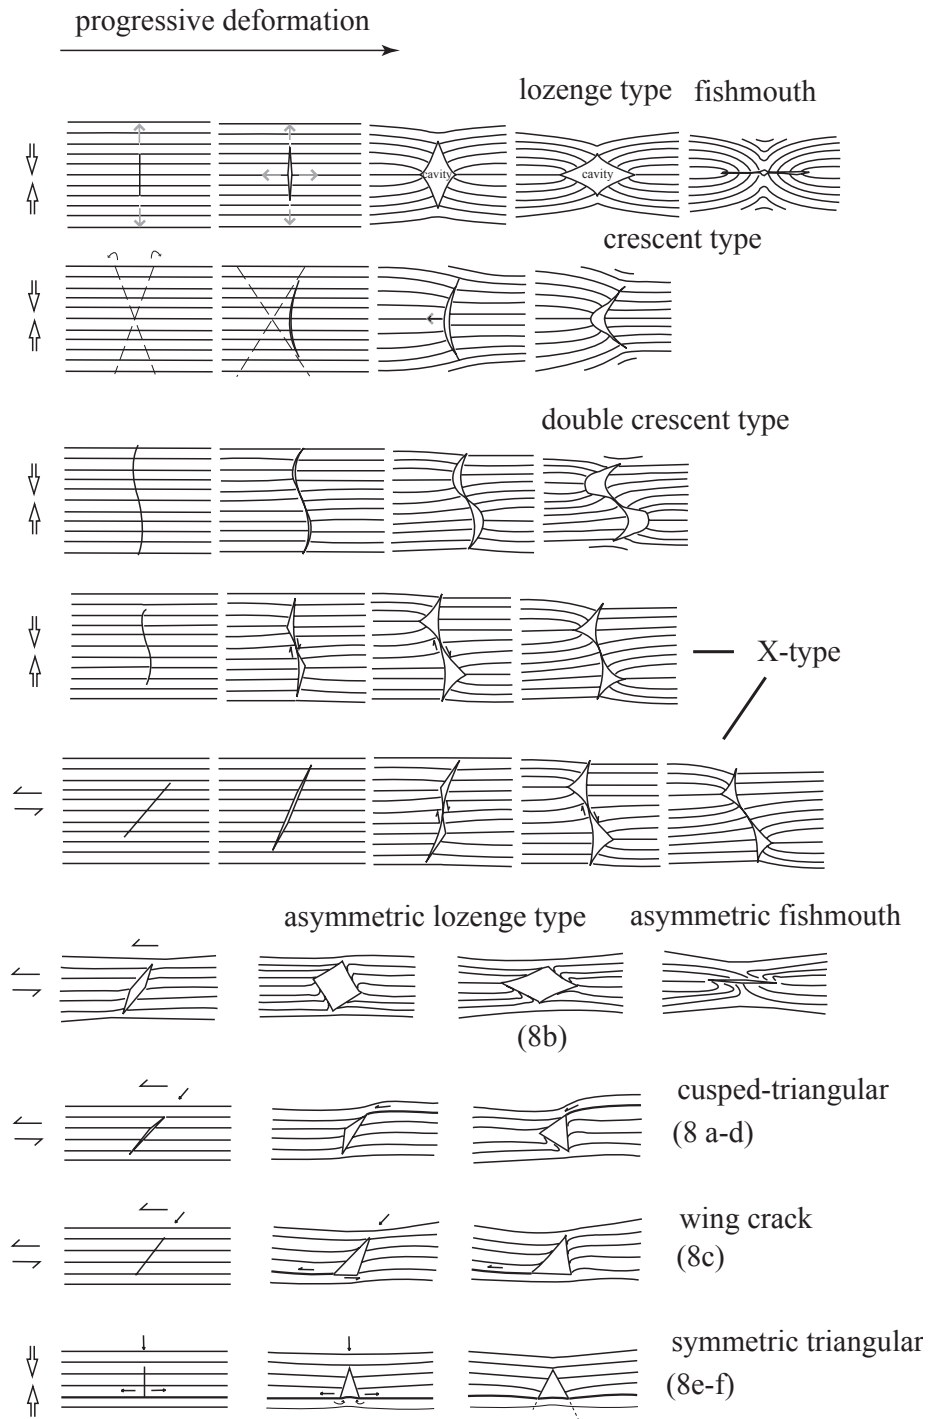 progressive deformation
lozenge type fishmouth
cavity cavity
crescent type
double crescent type
X-type
asymmetric lozenge type asymmetric fishmouth
(8b)
cusped-triangular
(8 a-d)
wing crack
(8c)
symmetric triangular
(8e-f)